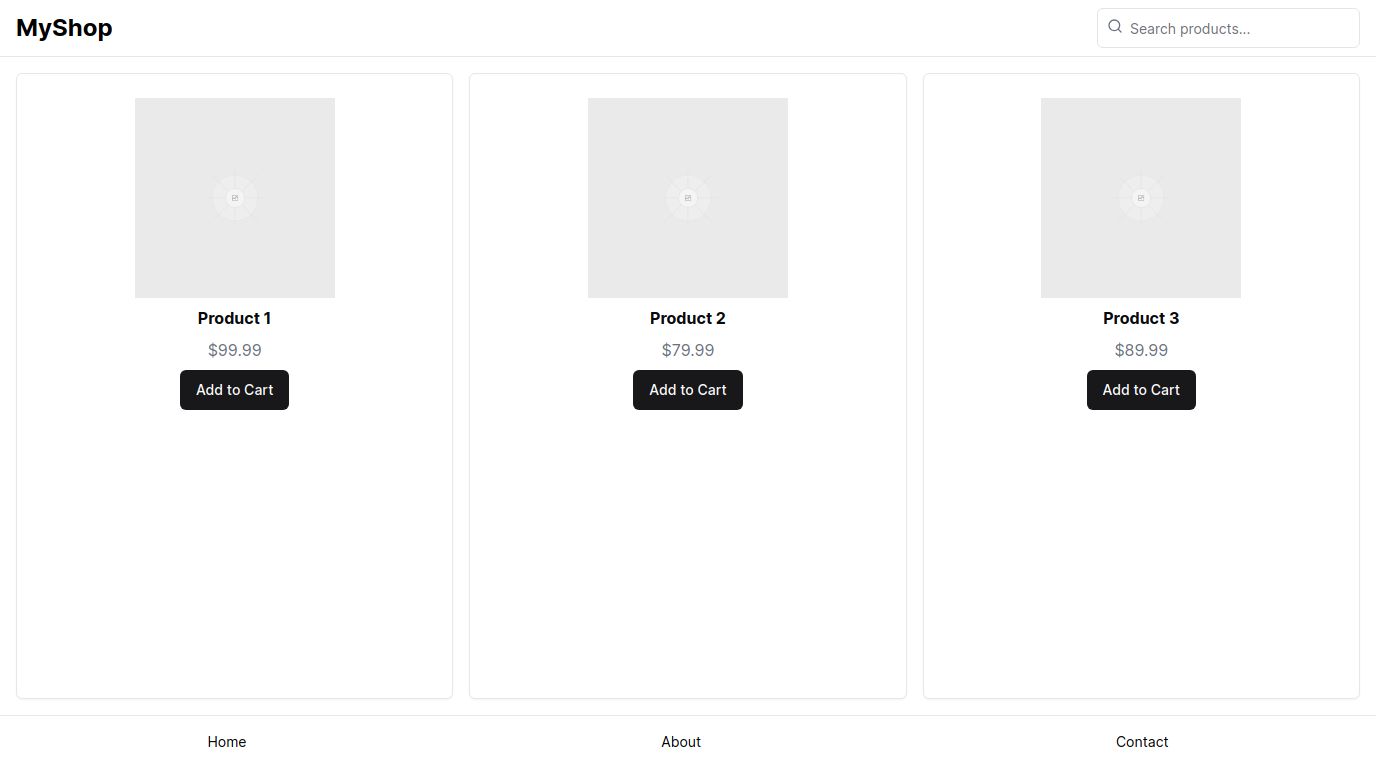 MyShop
Search products...
Product 1
$99.99
Add to Cart
Product 2
$79.99
Add to Cart
Product 3
$89.99
Add to Cart
Home
About
Contact